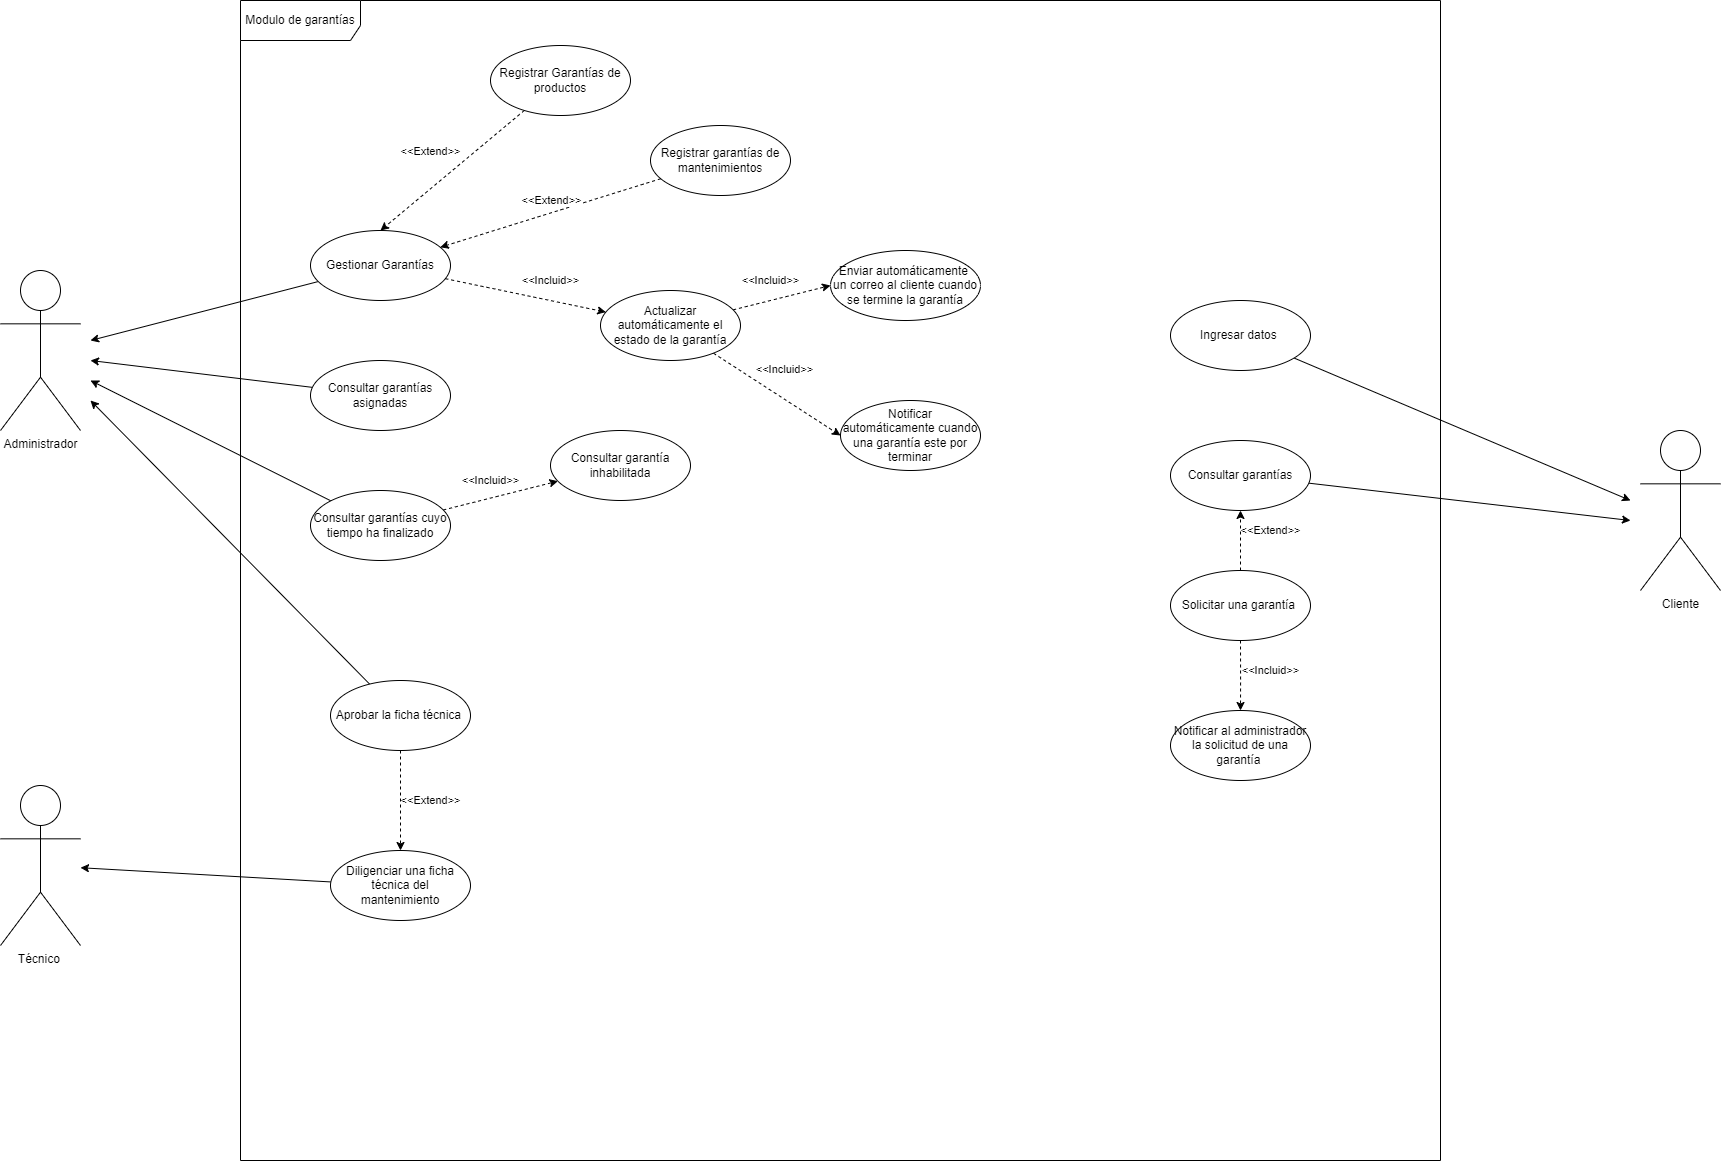 Modulo de garantías
Registrar Garantías de
productos
<<Extend>>
Registrar garantías de
mantenimientos
<<Extend>>
Gestionar Garantías
<<Incluid>>
Actualizar
automáticamente el
estado de la garantía
<<Incluid>>
Enviar automáticamente
un correo al cliente cuando
se termine la garantía
<<Incluid>>
Notificar
automáticamente cuando
una garantía este por
terminar
Administrador
Consultar garantías
asignadas
Consultar garantías cuyo
tiempo ha finalizado
<<Incluid>>
Consultar garantía
inhabilitada
Ingresar datos
Consultar garantías
<<Extend>>
Solicitar una garantía
<<Incluid>>
Notificar al administrador
la solicitud de una
garantía
Cliente
Aprobar la ficha técnica
<<Extend>>
Diligenciar una ficha
técnica del
mantenimiento
Técnico